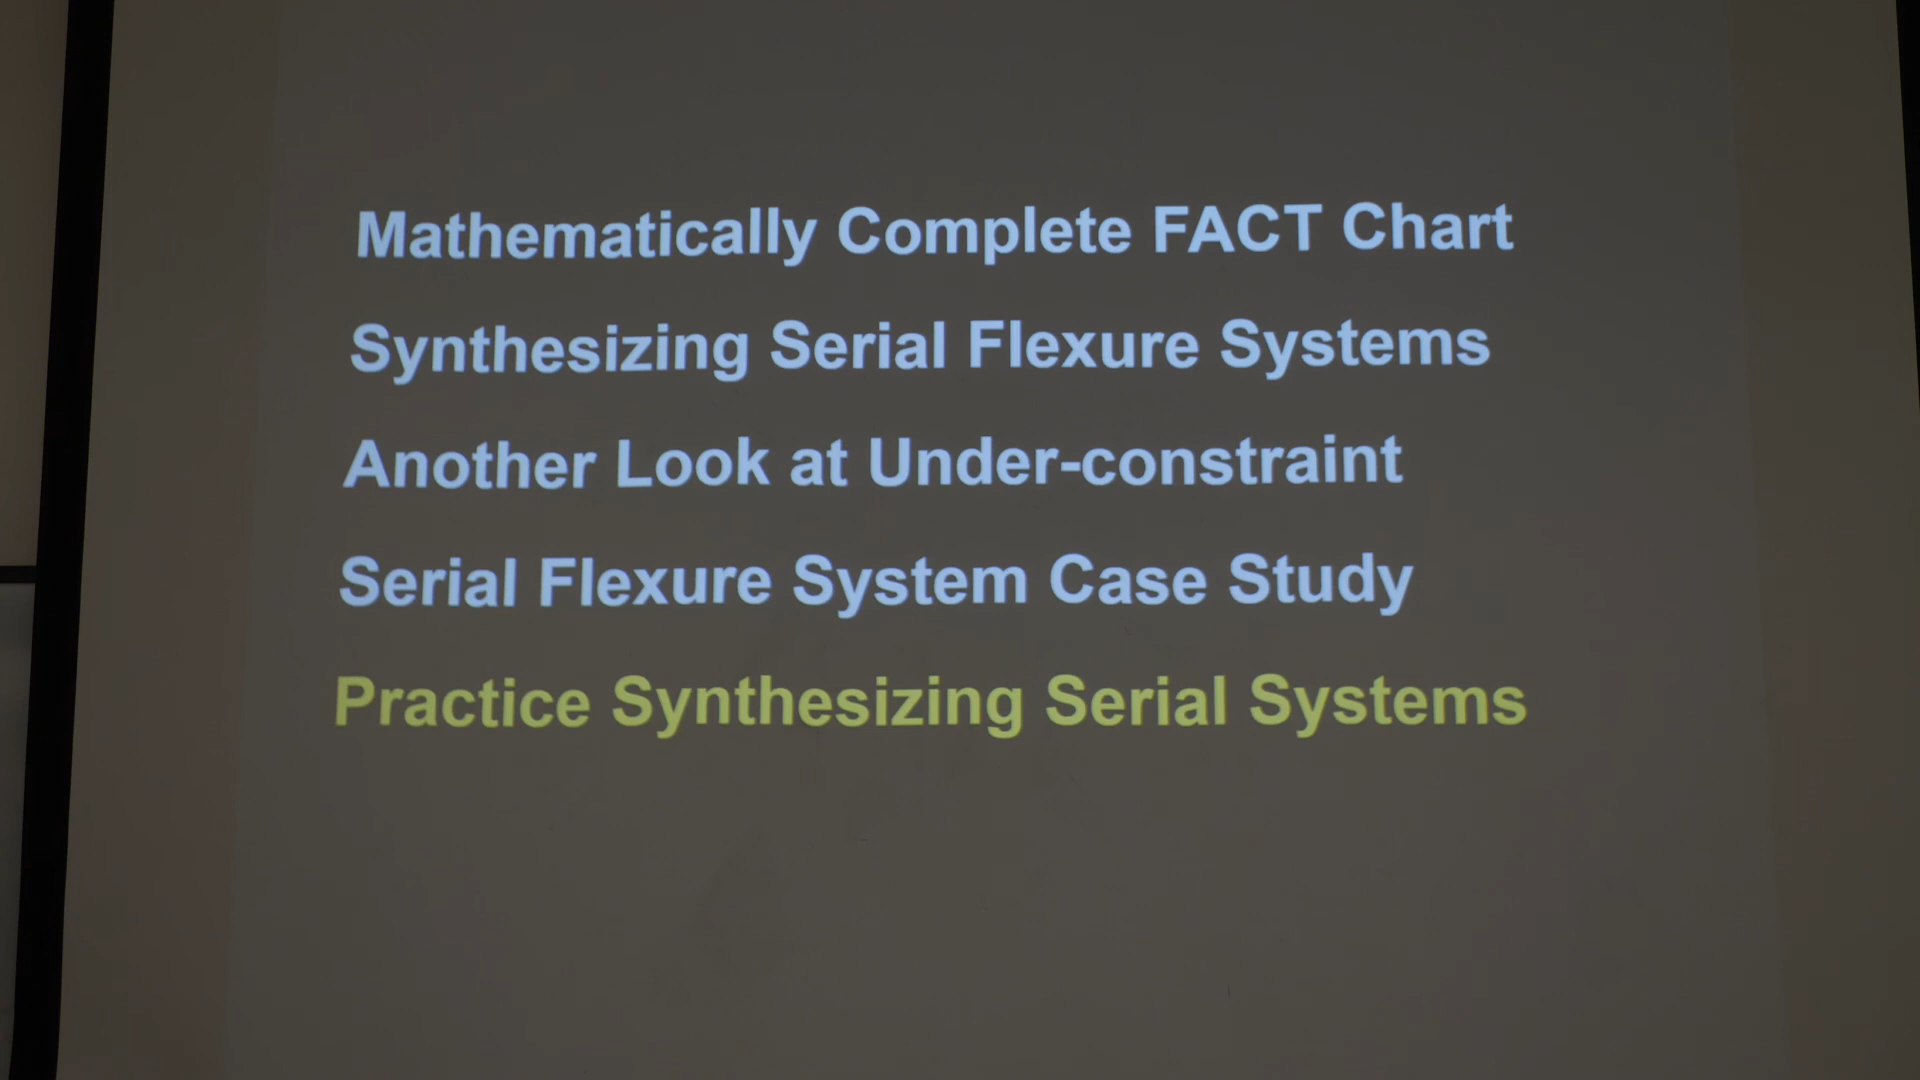 Mathematically Complete FACT Chart
Synthesizing Serial Flexure Systems
Another Look at Under-constraint
Serial Flexure System Case Study
Practice Synthesizing Serial Systems